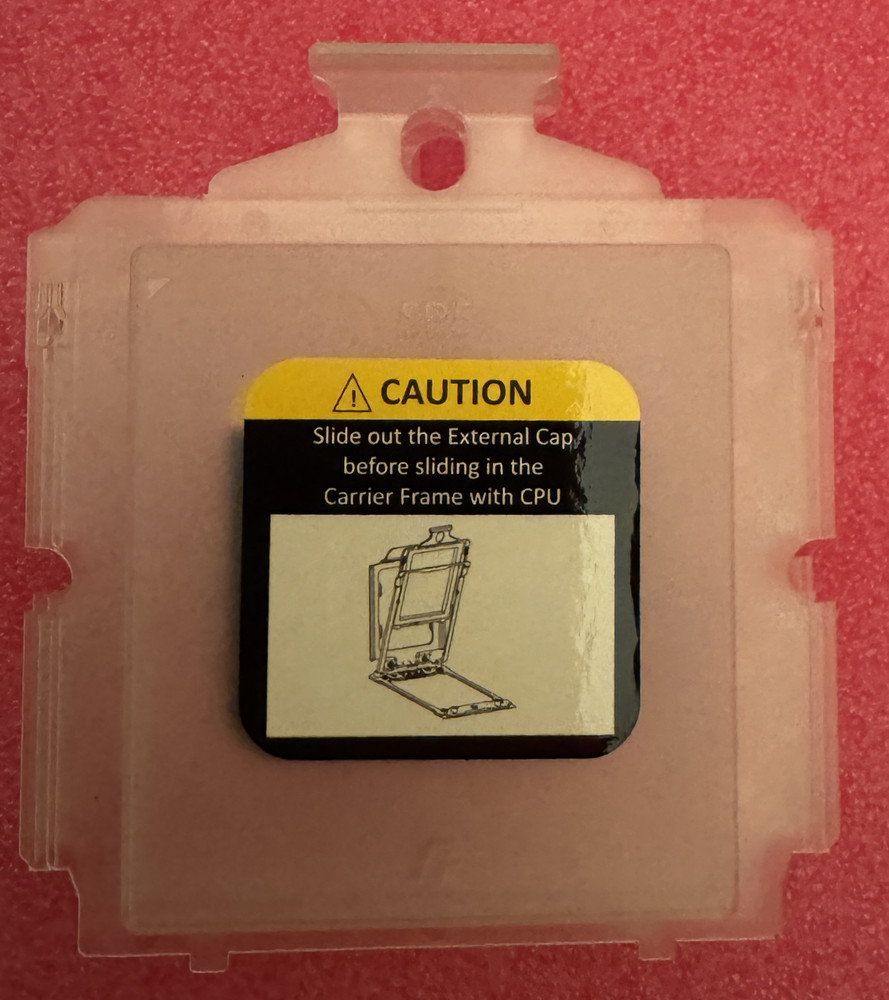 CAUTION
Slide out the External Cap
before sliding in the
Carrier Frame with CPU